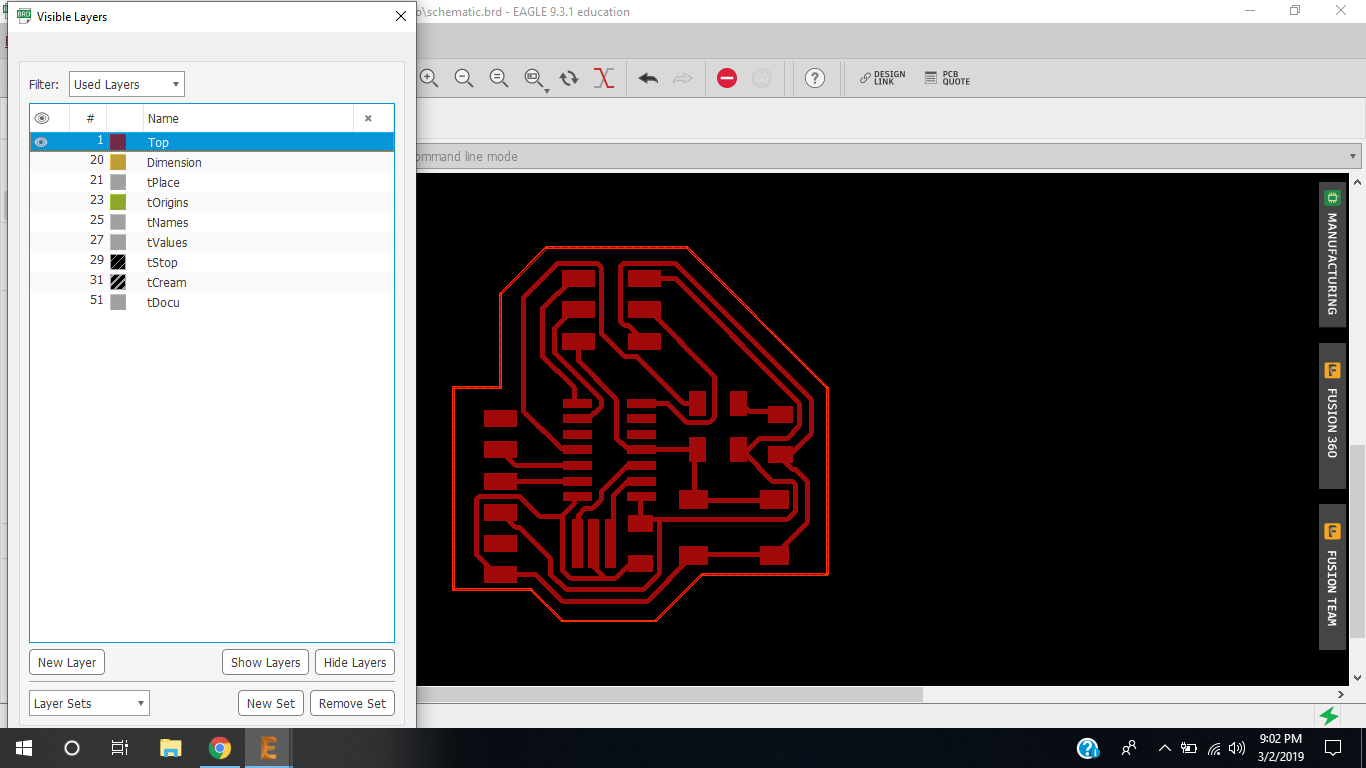 Visible Layers
o\schematic.brd - EAGLE 9.3.1 education
Filter:
Used Layers
DESIGN
LINK
PCB
QUOTE
GO
# Name
1 Top
20 Dimension
21 tPlace
23 tOrigins
25 tNames
27 tValues
29 tStop
31 tCream
51 tDocu
ommand line mode
MANUFACTURING
FUSION 360
FUSION TEAM
New Layer
Show Layers
Hide Layers
Layer Sets
New Set
Remove Set
9:02 PM
3/2/2019